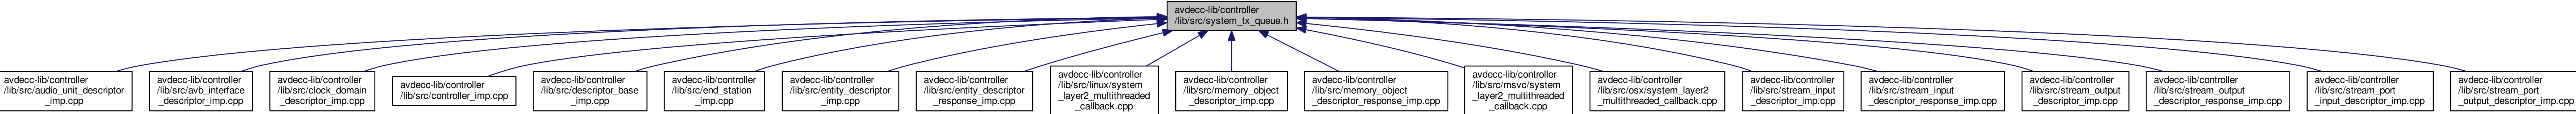 avdecc-lib/controller
/lib/src/system_tx_queue.h
avdecc-lib/controller
/lib/src/audio_unit_descriptor
_imp.cpp
avdecc-lib/controller
/lib/src/avb_interface
_descriptor_imp.cpp
avdecc-lib/controller
/lib/src/clock_domain
_descriptor_imp.cpp
avdecc-lib/controller
/lib/src/controller_imp.cpp
avdecc-lib/controller
/lib/src/descriptor_base
_imp.cpp
avdecc-lib/controller
/lib/src/end_station
_imp.cpp
avdecc-lib/controller
/lib/src/entity_descriptor
_imp.cpp
avdecc-lib/controller
/lib/src/entity_descriptor
_response_imp.cpp
avdecc-lib/controller
/lib/src/linux/system
_layer2_multithreaded
_callback.cpp
avdecc-lib/controller
/lib/src/memory_object
_descriptor_imp.cpp
avdecc-lib/controller
/lib/src/memory_object
_descriptor_response_imp.cpp
avdecc-lib/controller
/lib/src/msvc/system
_layer2_multithreaded
_callback.cpp
avdecc-lib/controller
/lib/src/osx/system_layer2
_multithreaded_callback.cpp
avdecc-lib/controller
/lib/src/stream_input
_descriptor_imp.cpp
avdecc-lib/controller
/lib/src/stream_input
_descriptor_response_imp.cpp
avdecc-lib/controller
/lib/src/stream_output
_descriptor_imp.cpp
avdecc-lib/controller
/lib/src/stream_output
_descriptor_response_imp.cpp
avdecc-lib/controller
/lib/src/stream_port
_input_descriptor_imp.cpp
avdecc-lib/controller
/lib/src/stream_port
_output_descriptor_imp.cpp